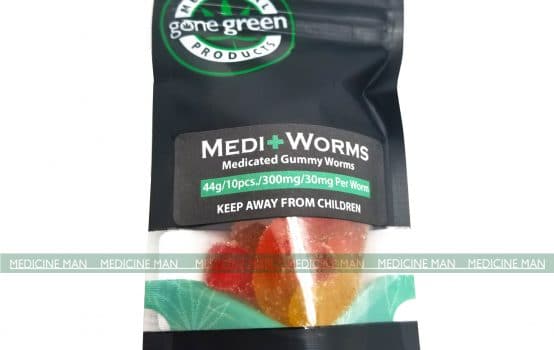 gone green
PRODUCTS
MEDI+WORMS
Medicated Gummy Worms
44g/10pcs./300mg/30mg Per Worm
KEEP AWAY FROM CHILDREN
MEDICINE MAN MEDICINE MAN MEDICINE MAN MEDICINE MAN MEDICINE MAN MEDICINE MAN